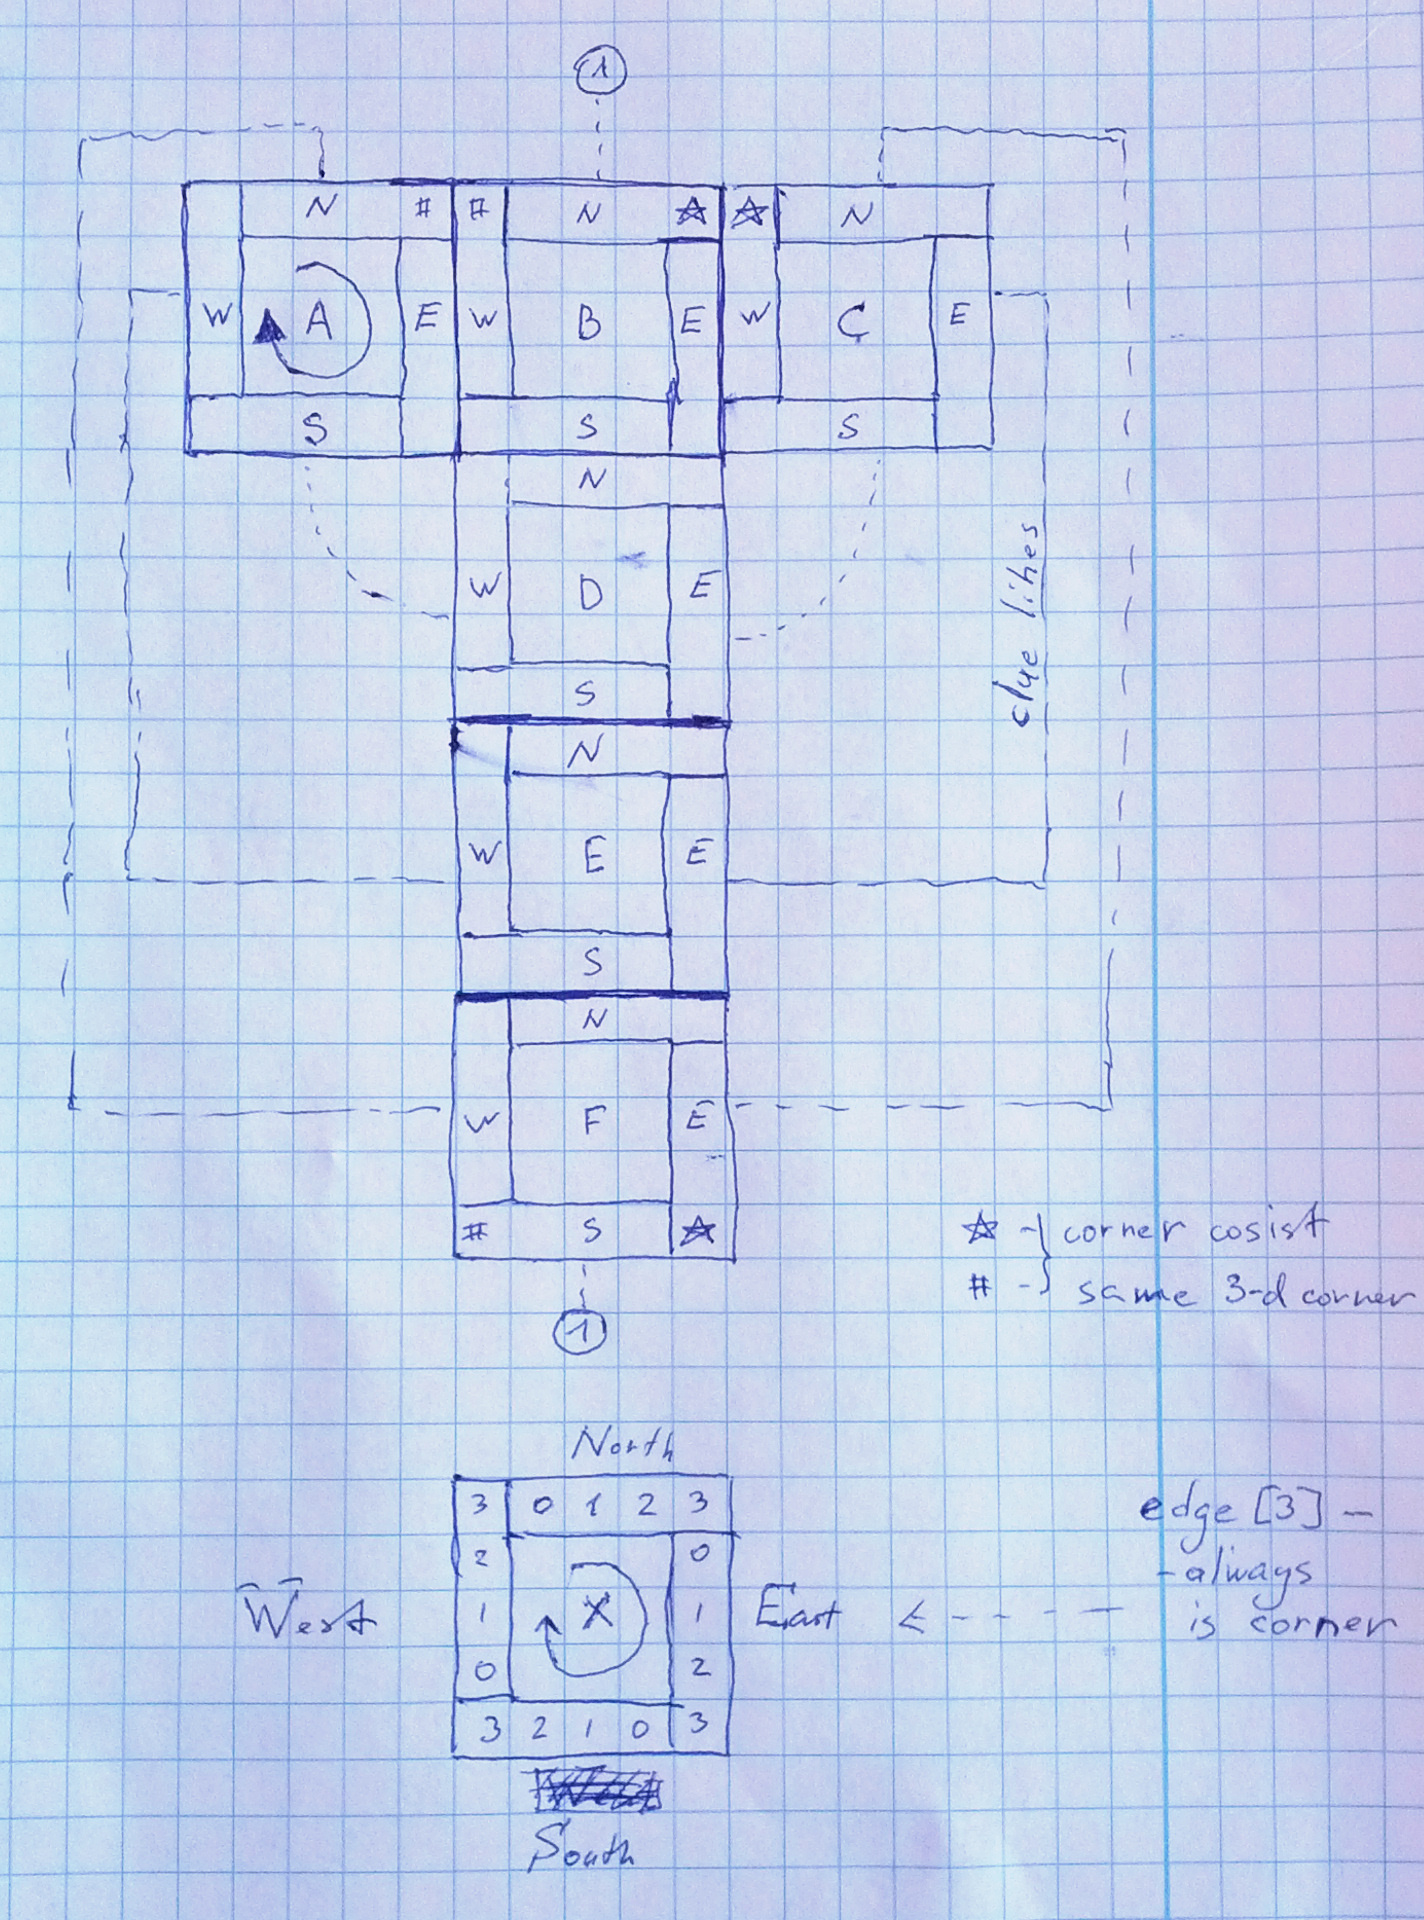 1
N # # N ☆ ☆ N
W A E W B E W C E
S S S
N
W D E
S
clue lines
N
W E E
S
N
W F E
# S ☆
☆ - } corner cosist
# - } same 3-d corner
1
North
3 0 1 2 3
2 0
West 1 X 1 East
0 2
3 2 1 0 3
South
edge [3] -
- always
is corner